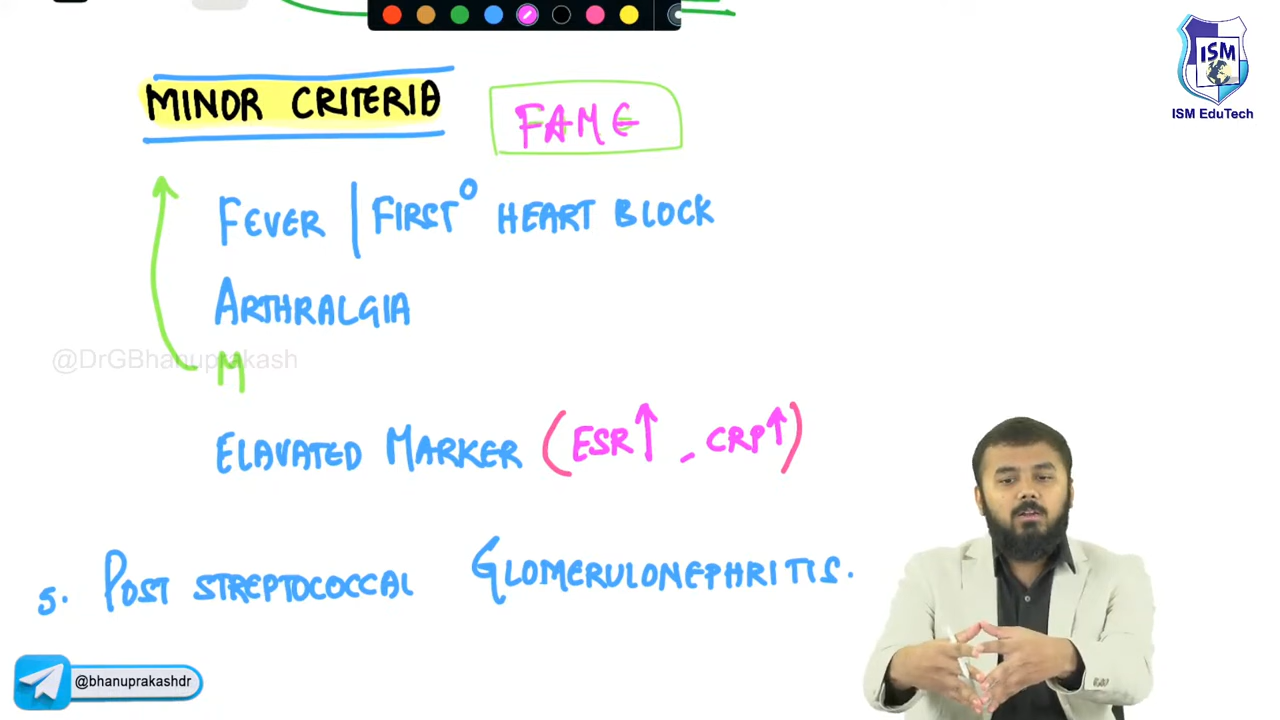 ISM
ISM EduTech
MINOR CRITERIA
FAME
FEVER | FIRST° HEART BLOCK
ARTHRALGIA
@DrGBhanuprakash
M
ELAVATED MARKER (ESR↑ - CRP↑)
5. POST STREPTOCOCCAL GLOMERULONEPHRITIS.
@bhanuprakashdr